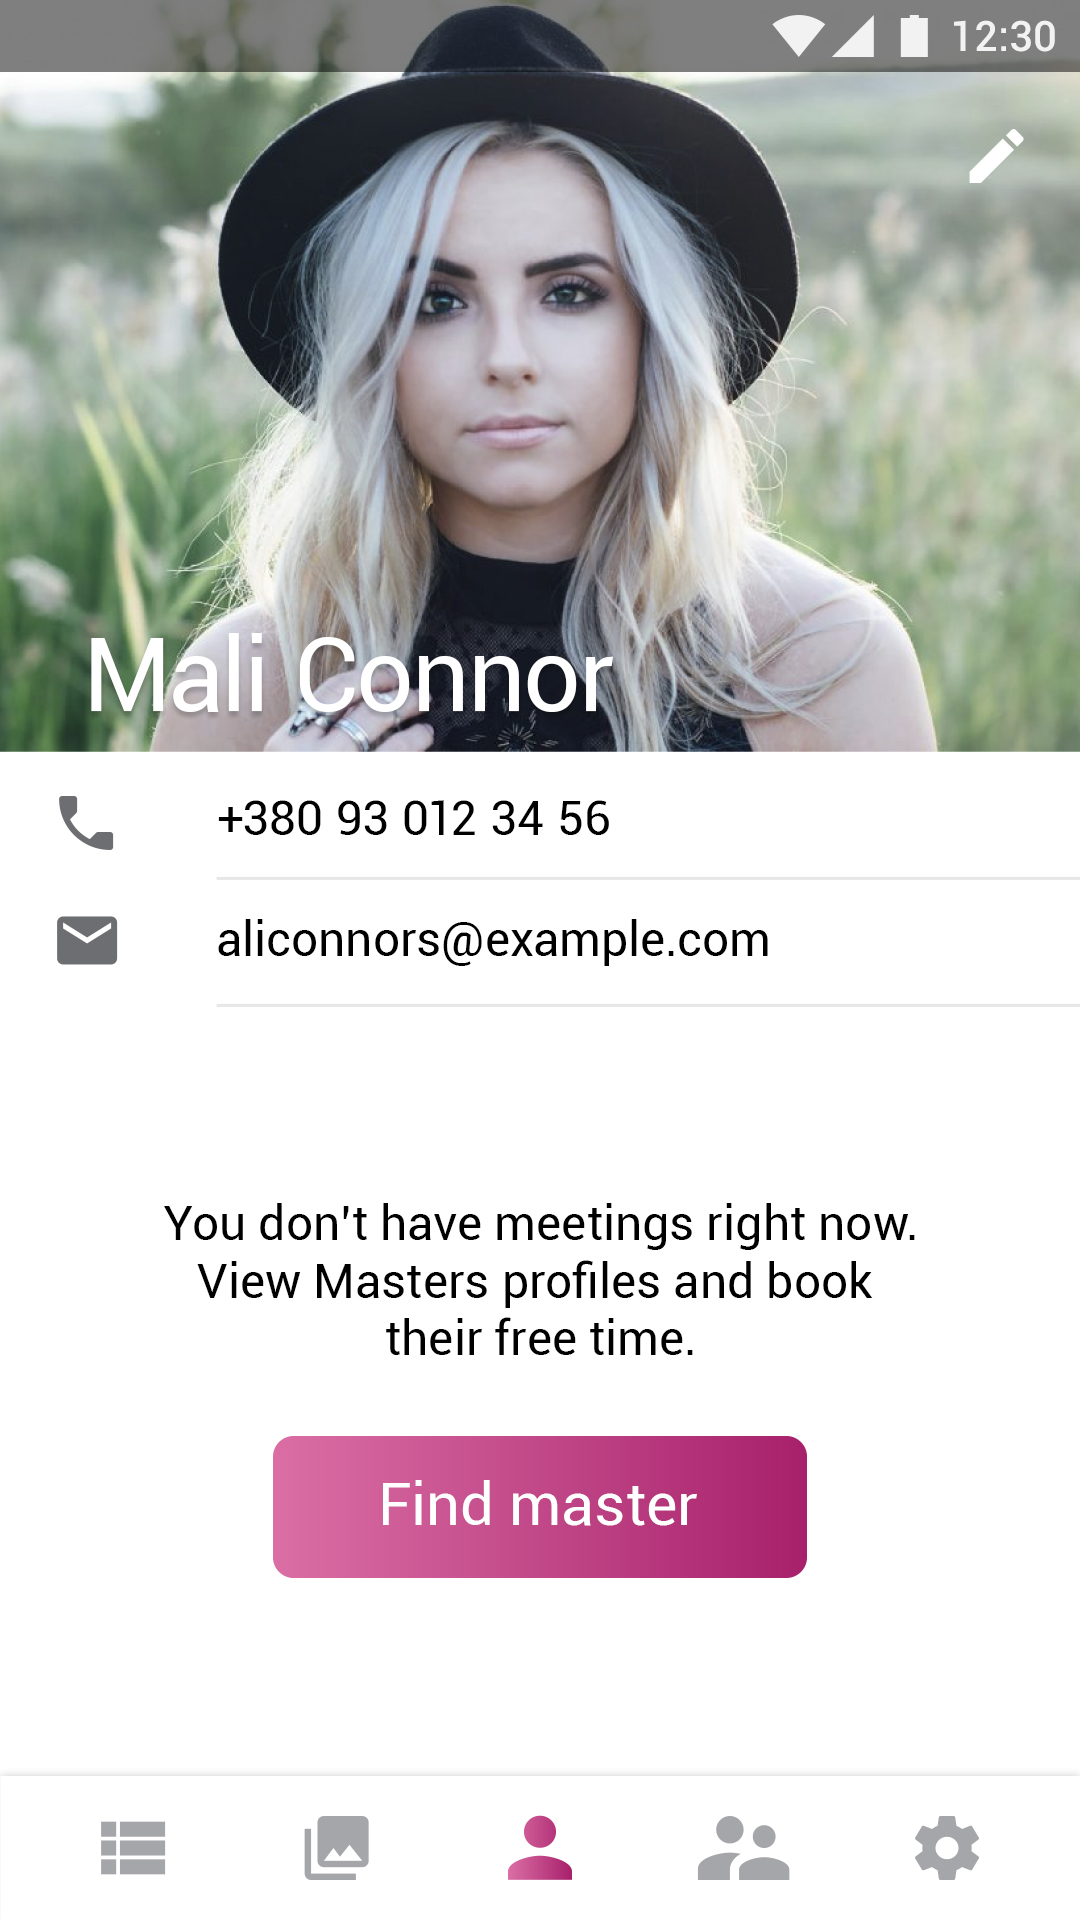 12:30
Mali Connor
+380 93 012 34 56
aliconnors@example.com
You don't have meetings right now.
View Masters profiles and book
their free time.
Find master